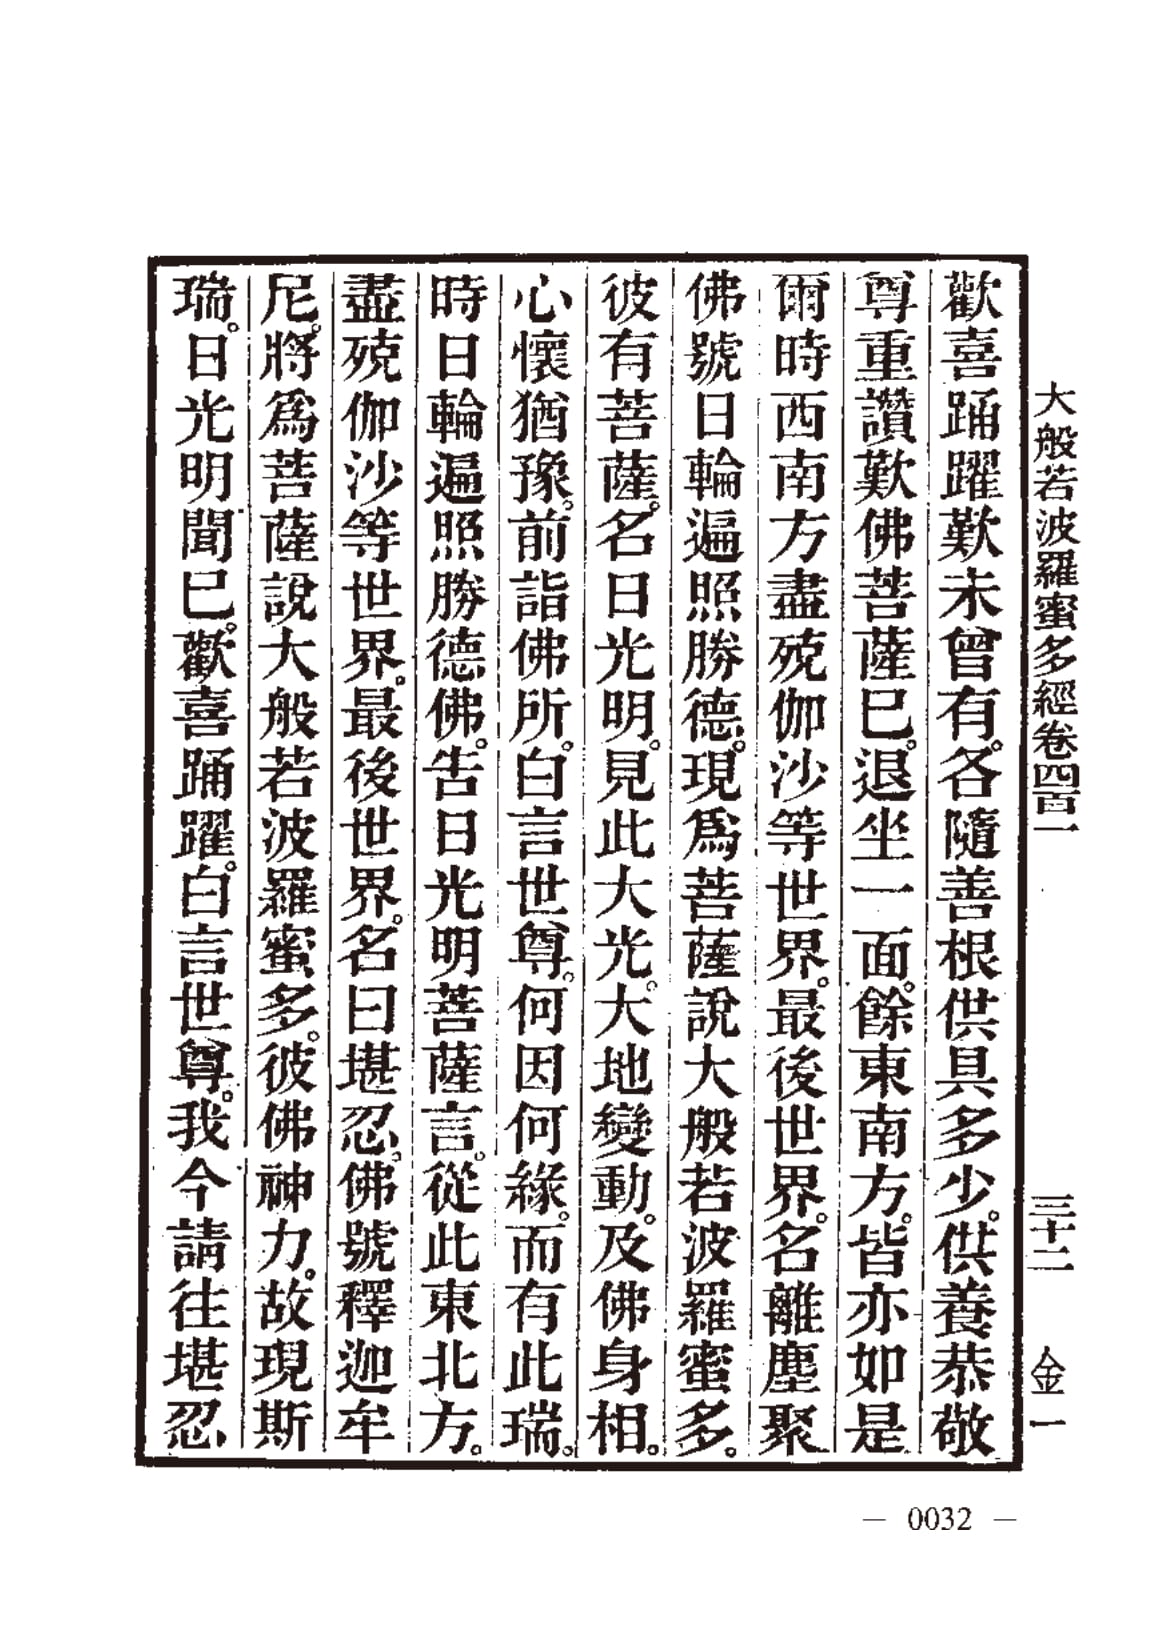 大般若波羅蜜多經卷四百一 三十二 金一
歡喜踊躍歎未曾有。各隨善根供具多少。供養恭敬
尊重讚歎佛菩薩已。退坐一面。餘東南方。皆亦如是
爾時西南方盡殑伽沙等世界。最後世界。名離塵聚
佛號日輪遍照勝德。現爲菩薩說大般若波羅蜜多。
彼有菩薩。名日光明。見此大光。大地變動。及佛身相。
心懷猶豫。前詣佛所。白言世尊。何因何緣。而有此瑞。
時日輪遍照勝德佛。告日光明菩薩言。從此東北方。
盡殑伽沙等世界。最後世界。名曰堪忍。佛號釋迦牟
尼。將爲菩薩說大般若波羅蜜多。彼佛神力。故現斯
瑞。日光明聞已。歡喜踊躍。白言世尊。我今請往堪忍
— 0032 —